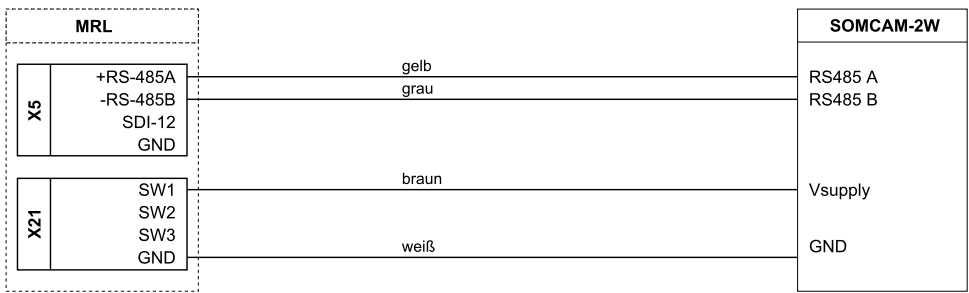 MRL
SOMCAM-2W
X5
+RS-485A
gelb
RS485 A
-RS-485B
grau
RS485 B
SDI-12
GND
X21
SW1
braun
Vsupply
SW2
SW3
GND
weiß
GND